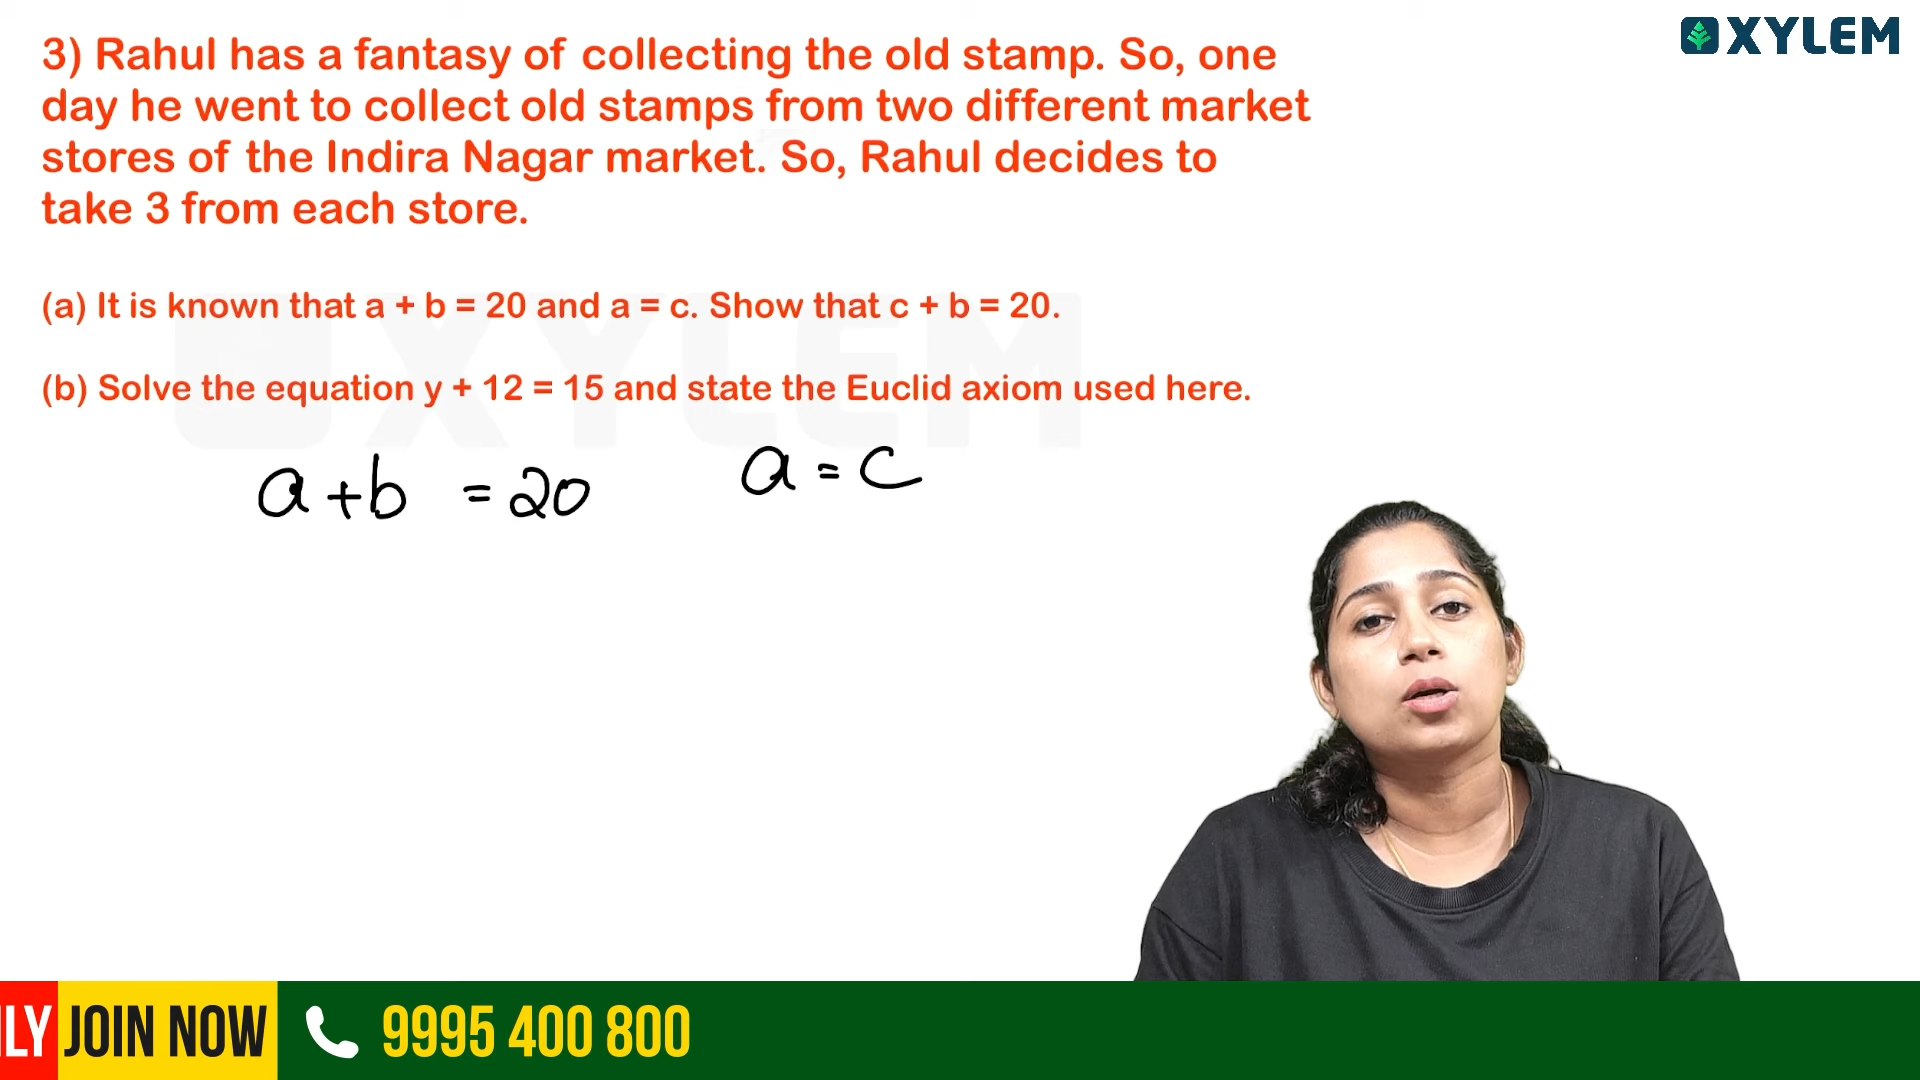 XYLEM
3) Rahul has a fantasy of collecting the old stamp. So, one
day he went to collect old stamps from two different market
stores of the Indira Nagar market. So, Rahul decides to
take 3 from each store.
(a) It is known that a + b = 20 and a = c. Show that c + b = 20.
(b) Solve the equation y + 12 = 15 and state the Euclid axiom used here.
XYLEM
a + b = 20 a = c
JOIN NOW 9995 400 800